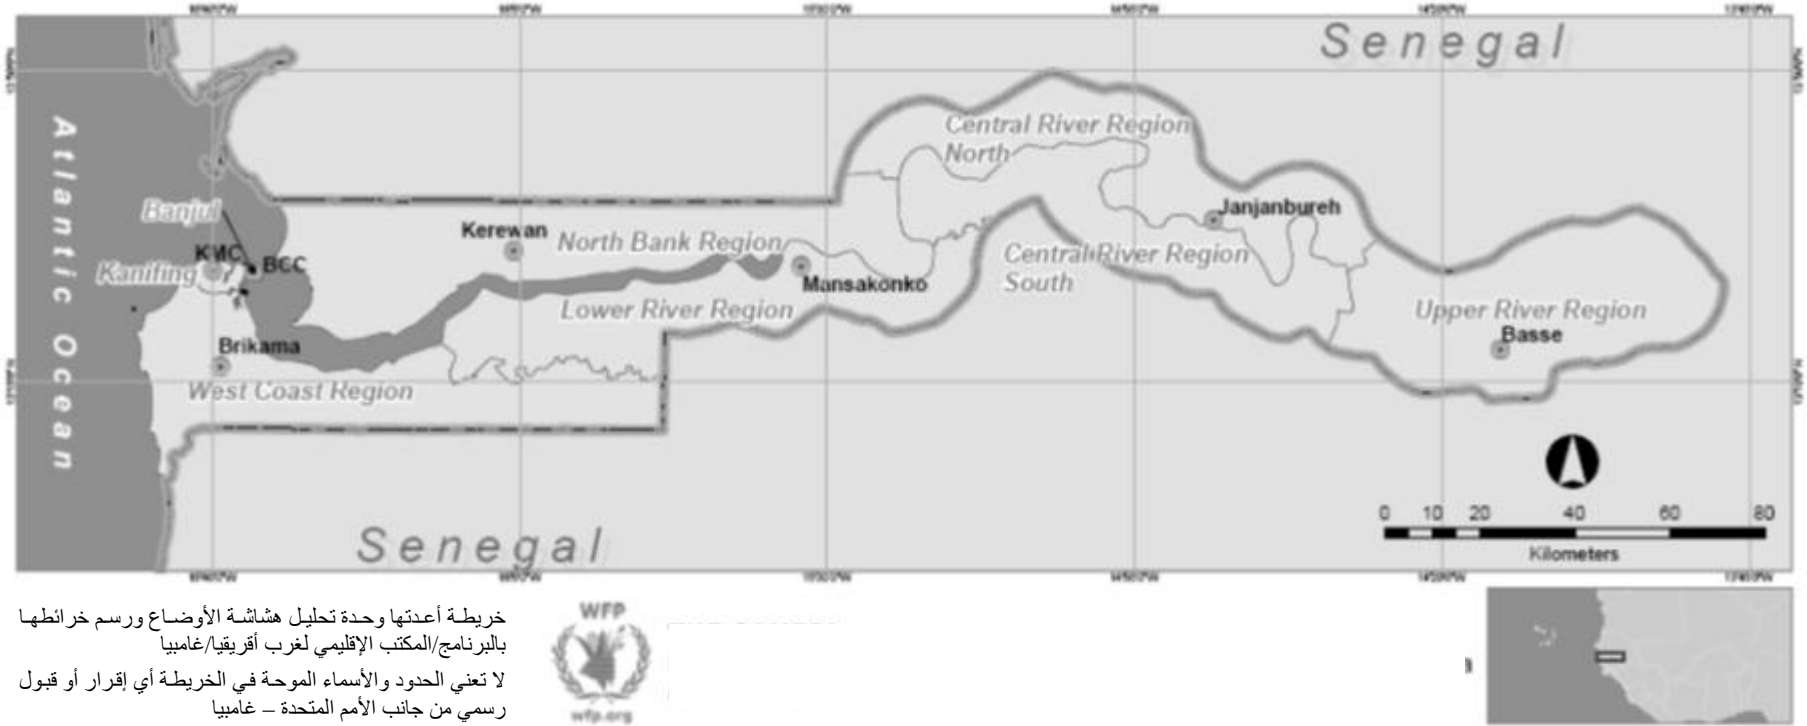 Senegal
Atlantic Ocean
Central River Region
North
Banjul
Janjanbureh
Kerewan
North Bank Region
KMC
BCC
Kanifing
Central River Region
South
Mansakonko
Lower River Region
Upper River Region
Basse
Brikama
West Coast Region
Senegal
0 10 20 40 60 80
Kilometers
خريطة أعدتها وحدة تحليل هشاشة الأوضاع ورسم خرائطها
بالبرنامج/المكتب الإقليمي لغرب أفريقيا/غامبيا
لا تعني الحدود والأسماء الموحة في الخريطة أي إقرار أو قبول
رسمي من جانب الأمم المتحدة – غامبيا
WFP
wfp.org